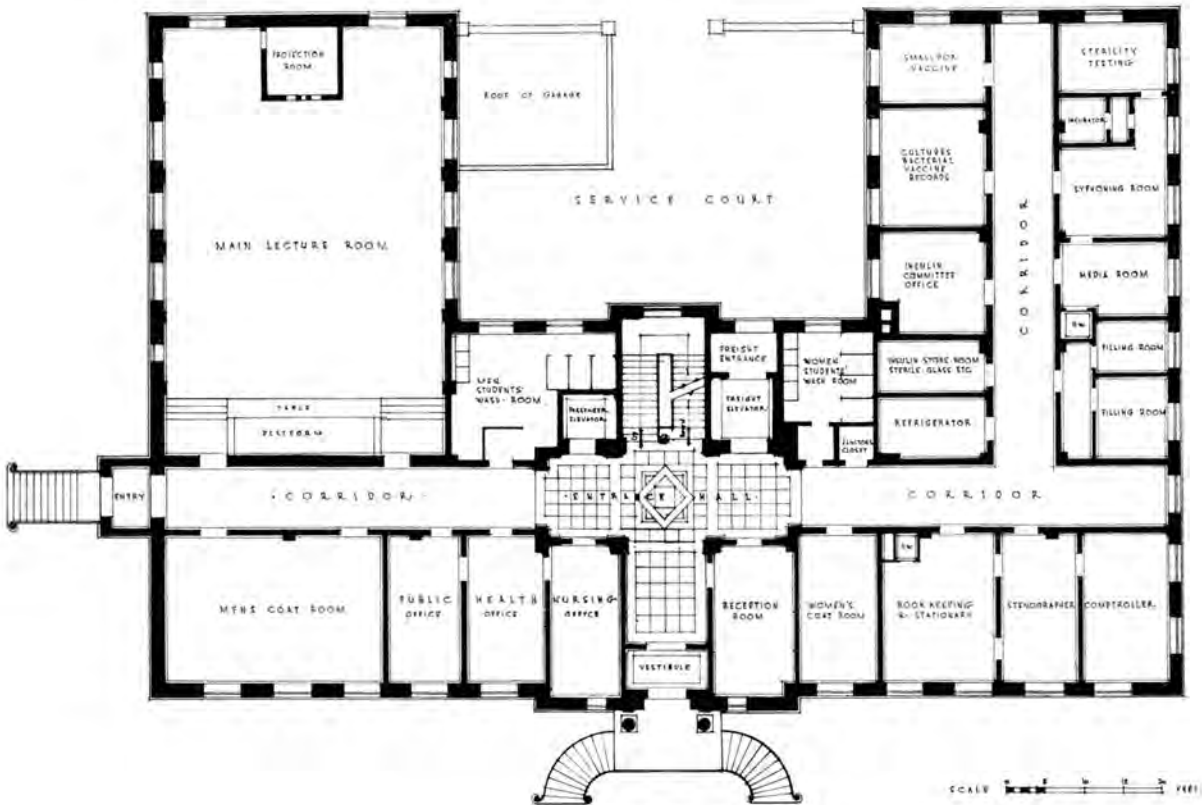 PROJECTION
ROOM
ROOF OF GARAGE
SMALLPOX
VACCINE
STERILITY
TESTING
INCUBATOR
CULTURES
BACTERIAL
VACCINE
RECORDS
SERVICE COURT
MAIN LECTURE ROOM
CORRIDOR
INSULIN
COMMITTEE
OFFICE
MEDIA ROOM
FREIGHT
ENTRANCE
WOMEN
STUDENTS'
WASH ROOM
INSULIN STORE ROOM
STERILE GLASS ETC
FILLING ROOM
MEN
STUDENTS'
WASH-ROOM
PASSENGER
ELEVATOR
FREIGHT
ELEVATOR
TABLE
PLATFORM
REFRIGERATOR
FILLING ROOM
JANITORS
CLOSET
ENTRY
CORRIDOR
ENTRANCE HALL
CORRIDOR
MENS COAT ROOM
PUBLIC
OFFICE
HEALTH
OFFICE
NURSING
OFFICE
RECEPTION
ROOM
WOMEN'S
COAT ROOM
BOOK KEEPING
& STATIONARY
STENOGRAPHER
COMPTROLLER
VESTIBULE
SCALE
FEET